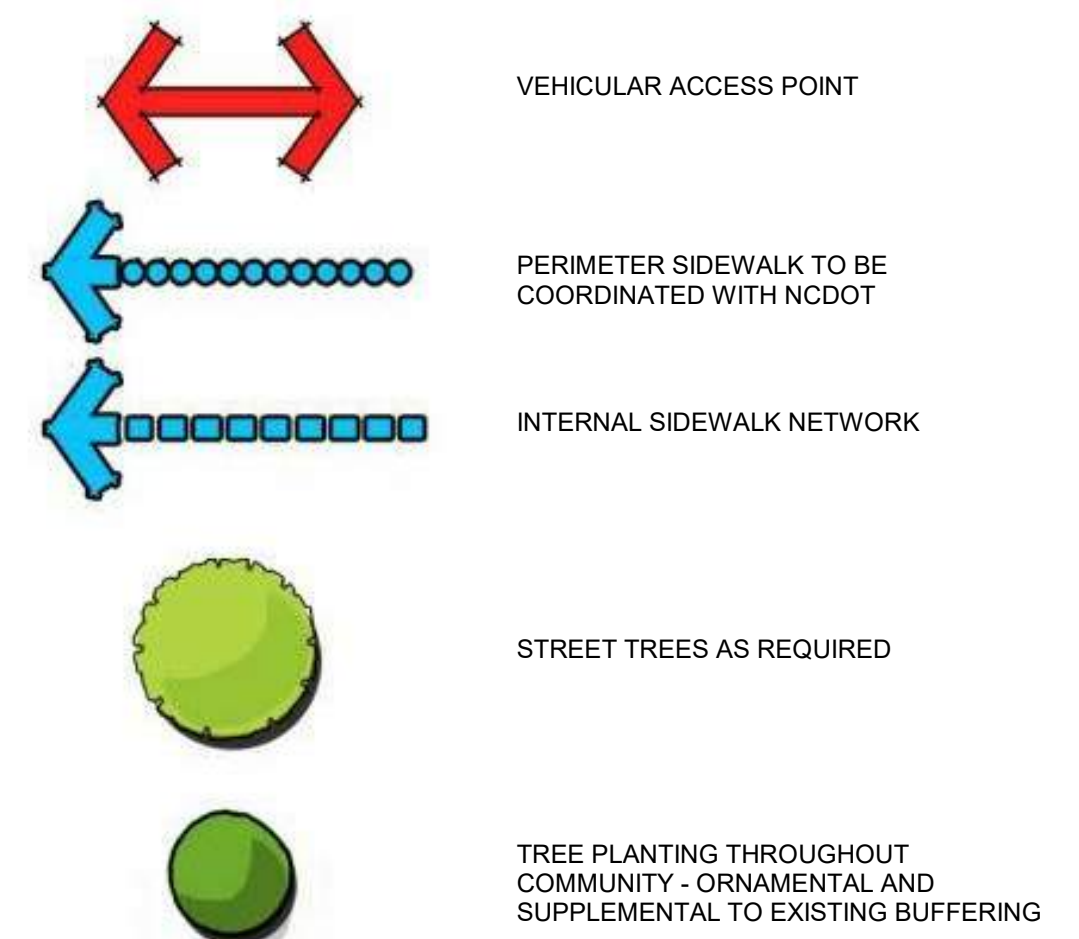 VEHICULAR ACCESS POINT
PERIMETER SIDEWALK TO BE
COORDINATED WITH NCDOT
INTERNAL SIDEWALK NETWORK
STREET TREES AS REQUIRED
TREE PLANTING THROUGHOUT
COMMUNITY - ORNAMENTAL AND
SUPPLEMENTAL TO EXISTING BUFFERING